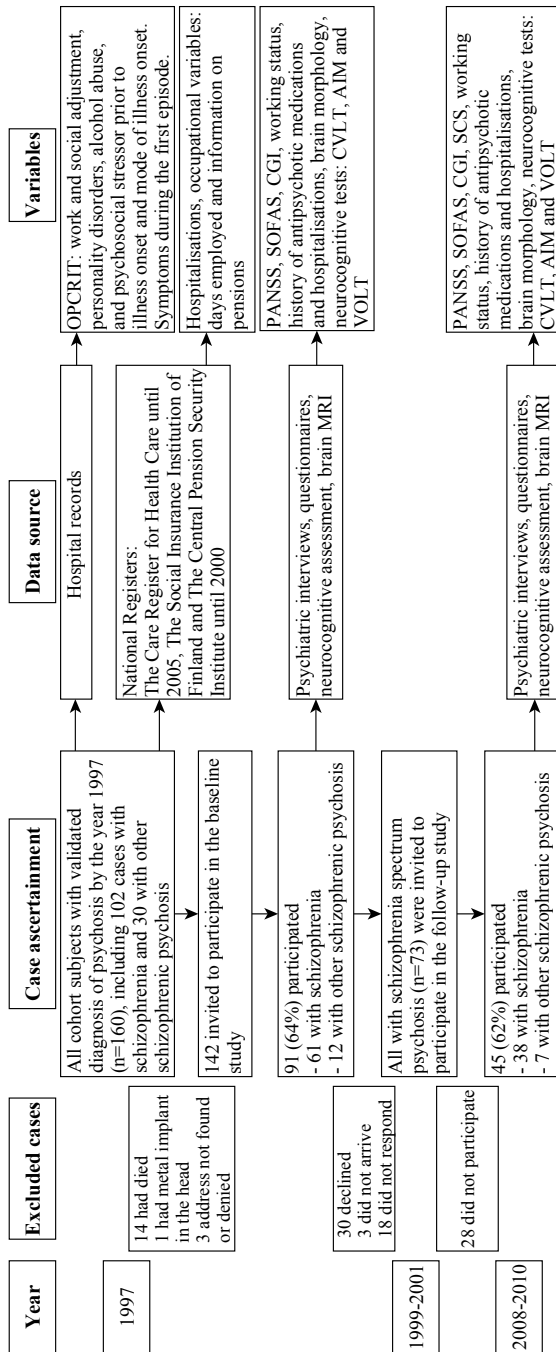 Year
Excluded cases
Case ascertainment
Data source
Variables
1997
14 had died
1 had metal implant
in the head
3 address not found
or denied
All cohort subjects with validated
diagnosis of psychosis by the year 1997
(n=160), including 102 cases with
schizophrenia and 30 with other
schizophrenic psychosis
Hospital records
OPCRIT: work and social adjustment,
personality disorders, alcohol abuse,
and psychosocial stressor prior to
illness onset and mode of illness onset.
Symptoms during the first episode.
National Registers:
The Care Register for Health Care until
2005, The Social Insurance Institution of
Finland and The Central Pension Security
Institute until 2000
Hospitalisations, occupational variables:
days employed and information on
pensions
142 invited to participate in the baseline
study
30 declined
3 did not arrive
18 did not respond
91 (64%) participated
- 61 with schizophrenia
- 12 with other schizophrenic psychosis
Psychiatric interviews, questionnaires,
neurocognitive assessment, brain MRI
PANSS, SOFAS, CGI, working status,
history of antipsychotic medications
and hospitalisations, brain morphology,
neurocognitive tests: CVLT, AIM and
VOLT
1999-2001
All with schizophrenia spectrum
psychosis (n=73) were invited to
participate in the follow-up study
28 did not participate
2008-2010
45 (62%) participated
- 38 with schizophrenia
- 7 with other schizophrenic psychosis
Psychiatric interviews, questionnaires,
neurocognitive assessment, brain MRI
PANSS, SOFAS, CGI, SCS, working
status, history of antipsychotic
medications and hospitalisations,
brain morphology, neurocognitive tests:
CVLT, AIM and VOLT